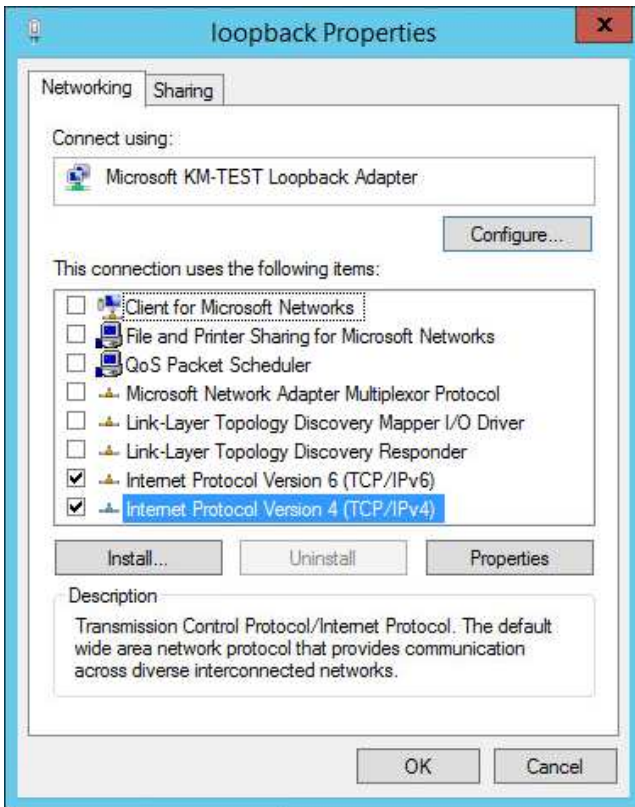 loopback Properties
x
Networking
Sharing
Connect using:
Microsoft KM-TEST Loopback Adapter
Configure...
This connection uses the following items:
Client for Microsoft Networks
File and Printer Sharing for Microsoft Networks
QoS Packet Scheduler
Microsoft Network Adapter Multiplexor Protocol
Link-Layer Topology Discovery Mapper I/O Driver
Link-Layer Topology Discovery Responder
Internet Protocol Version 6 (TCP/IPv6)
Internet Protocol Version 4 (TCP/IPv4)
Install...
Uninstall
Properties
Description
Transmission Control Protocol/Internet Protocol. The default
wide area network protocol that provides communication
across diverse interconnected networks.
OK
Cancel